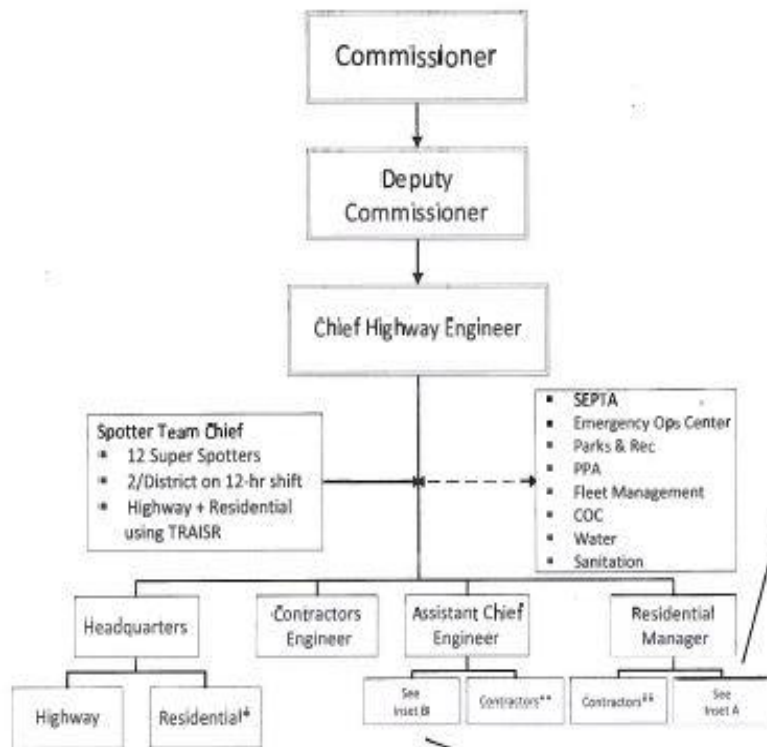 Commissioner
Deputy
Commissioner
Chief Highway Engineer
Spotter Team Chief
12 Super Spotters
2/District on 12-hr shift
Highway + Residential
using TRAISR
SEPTA
Emergency Ops Center
Parks & Rec
PPA
Fleet Management
COC
Water
Sanitation
Headquarters
Contractors
Engineer
Assistant Chief
Engineer
Residential
Manager
Highway
Residential*
See
Inset B
Contractors**
Contractors**
See
Inset A